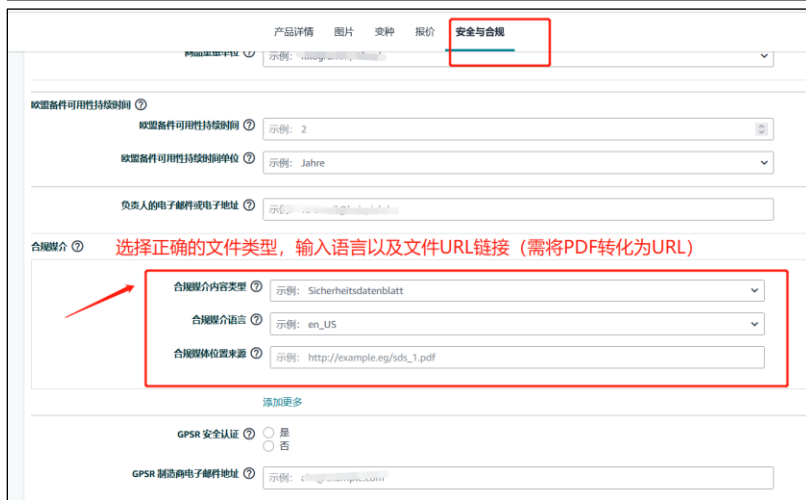 产品详情 图片 变种 报价 安全与合规
示例:
欧盟备件可用性持续时间
欧盟备件可用性持续时间 示例: 2
欧盟备件可用性持续时间单位 示例: Jahre
负责人的电子邮件或电子地址
合规媒介 选择正确的文件类型，输入语言以及文件URL链接（需将PDF转化为URL）
合规媒介内容类型 示例: Sicherheitsdatenblatt
合规媒介语言 示例: en_US
合规媒体位置来源 示例: http://example.eg/sds_1.pdf
添加更多
GPSR 安全认证 是
否
GPSR 制造商电子邮件地址 示例: